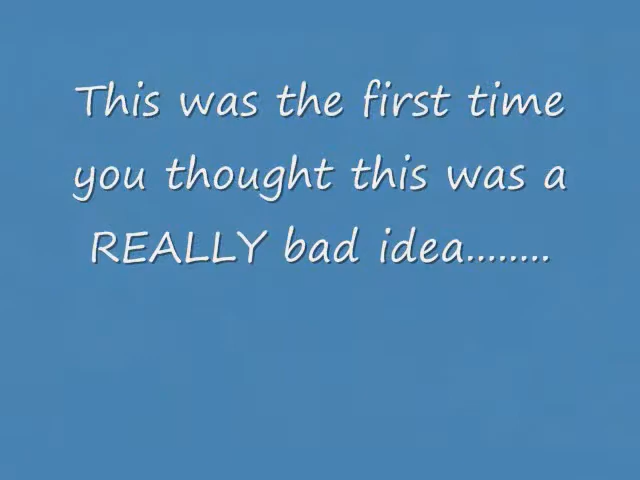 This was the first time
you thought this was a
REALLY bad idea........